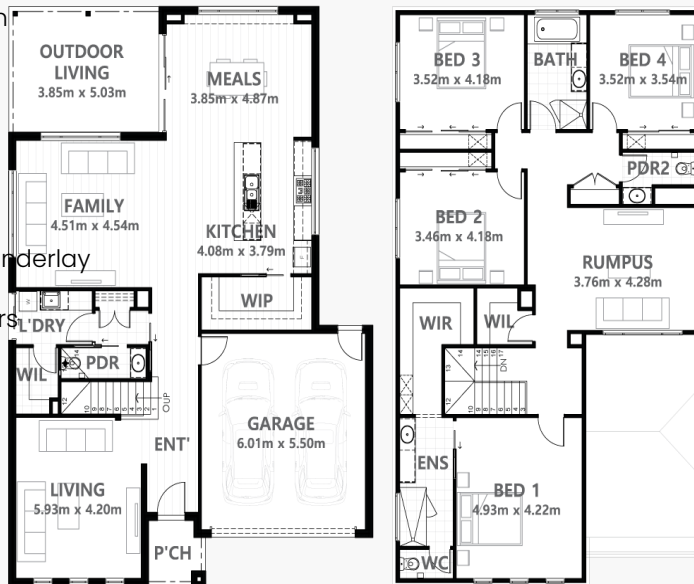 OUTDOOR
LIVING
3.85m x 5.03m
MEALS
3.85m x 4.87m
FAMILY
4.51m x 4.54m
KITCHEN
4.08m x 3.79m
nderlay
WIP
rs
L'DRY
PDR
WIL
UP
ENT'
GARAGE
6.01m x 5.50m
LIVING
5.93m x 4.20m
P'CH
BED 3
3.52m x 4.18m
BATH
BED 4
3.52m x 3.54m
PDR2
BED 2
3.46m x 4.18m
RUMPUS
3.76m x 4.28m
WIR
WIL
DN
ENS
BED 1
4.93m x 4.22m
WC